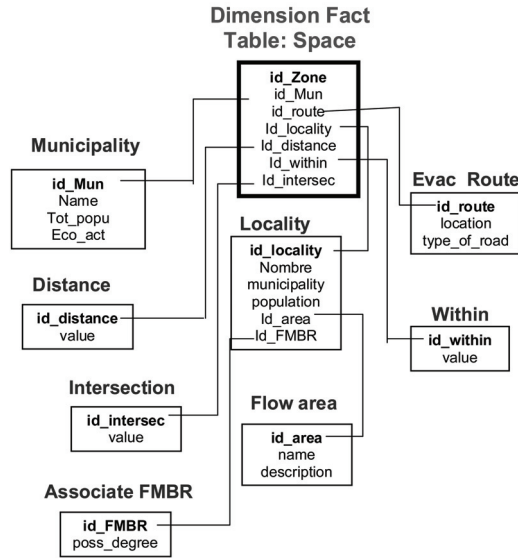 Dimension Fact
Table: Space
id_Zone
id_Mun
id_route
Id_locality
Id_distance
Id_within
Id_intersec
Municipality
id_Mun
Name
Tot_popu
Eco_act
Evac Route
id_route
location
type_of_road
Locality
id_locality
Nombre
municipality
population
Id_area
Id_FMBR
Distance
id_distance
value
Within
id_within
value
Intersection
id_intersec
value
Flow area
id_area
name
description
Associate FMBR
id_FMBR
poss_degree